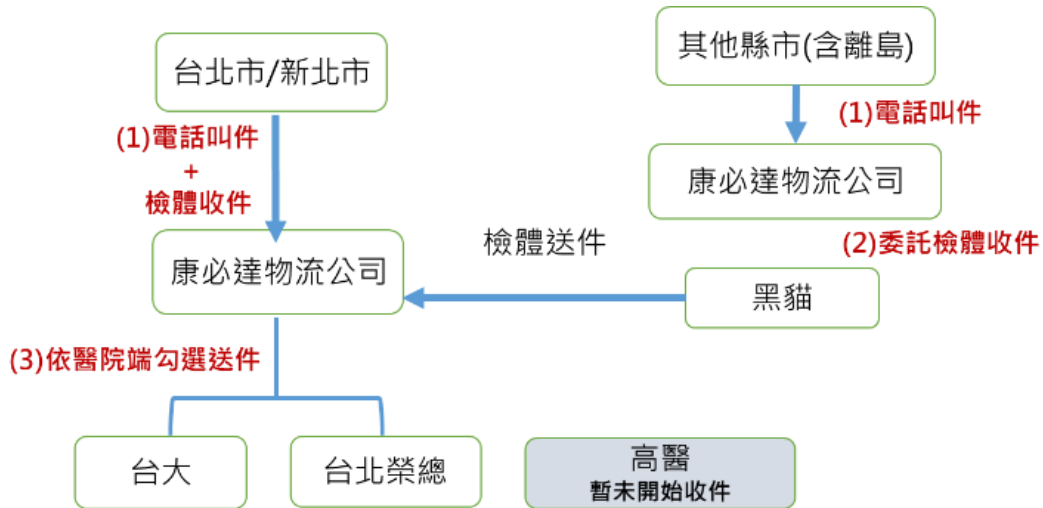 台北市/新北市
(1)電話叫件
+
檢體收件
康必達物流公司
(3)依醫院端勾選送件
台大
台北榮總
其他縣市(含離島)
(1)電話叫件
康必達物流公司
(2)委託檢體收件
黑貓
檢體送件
高醫
暫未開始收件